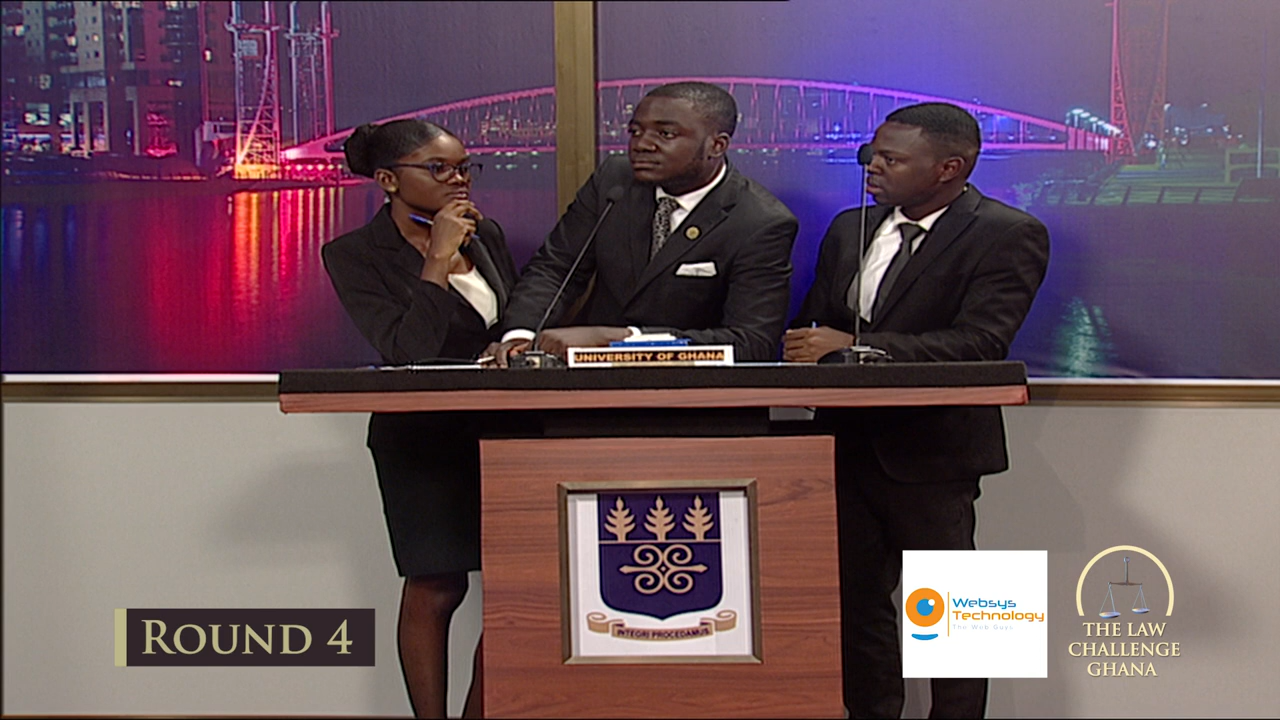 UNIVERSITY OF GHANA
INTEGRI PROCEDAMUS
ROUND 4
Websys
Technology
The Web Guys
THE LAW
CHALLENGE
GHANA